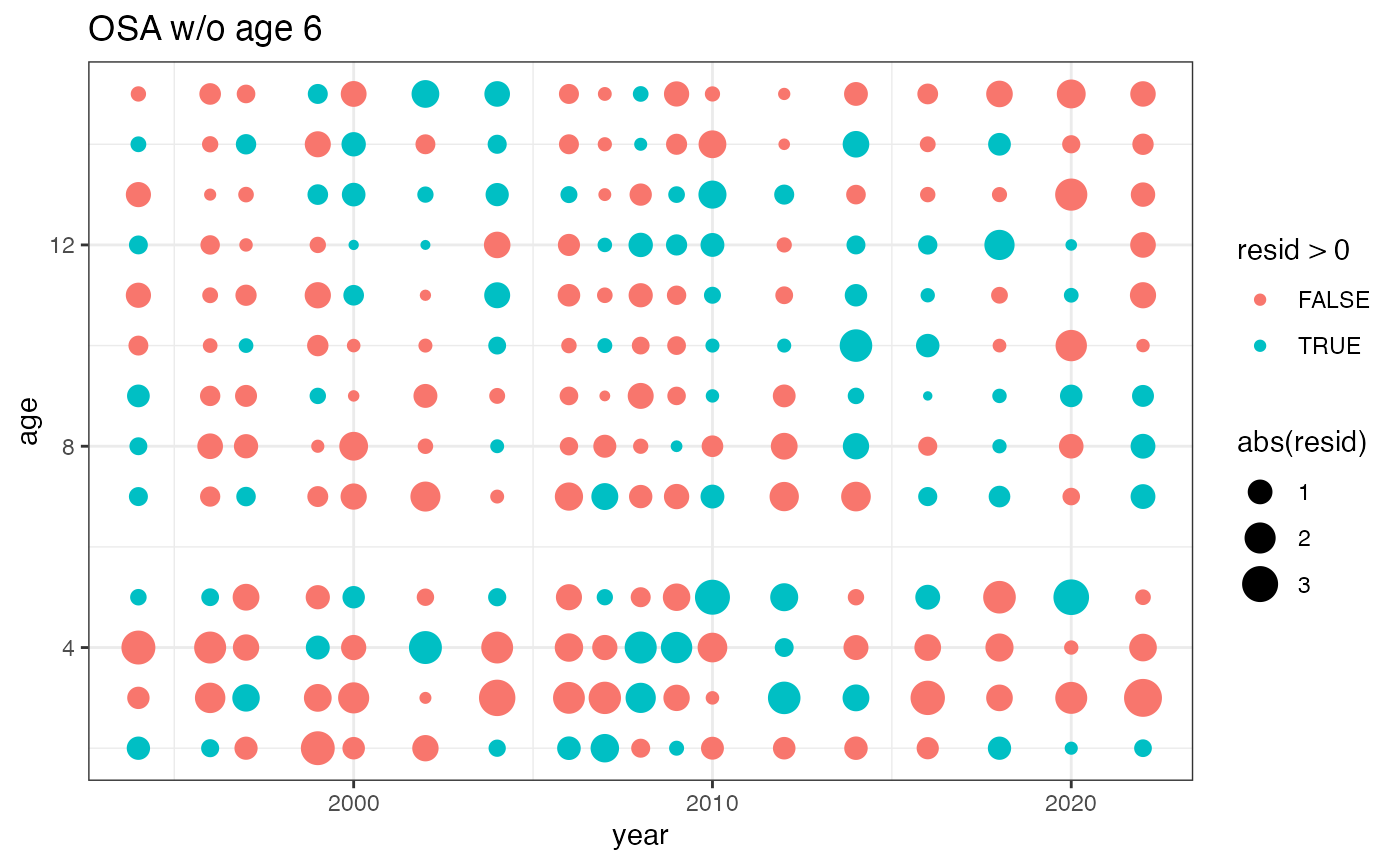 OSA w/o age 6
12
8
4
age
2000
2010
2020
year
resid > 0
FALSE
TRUE
abs(resid)
1
2
3